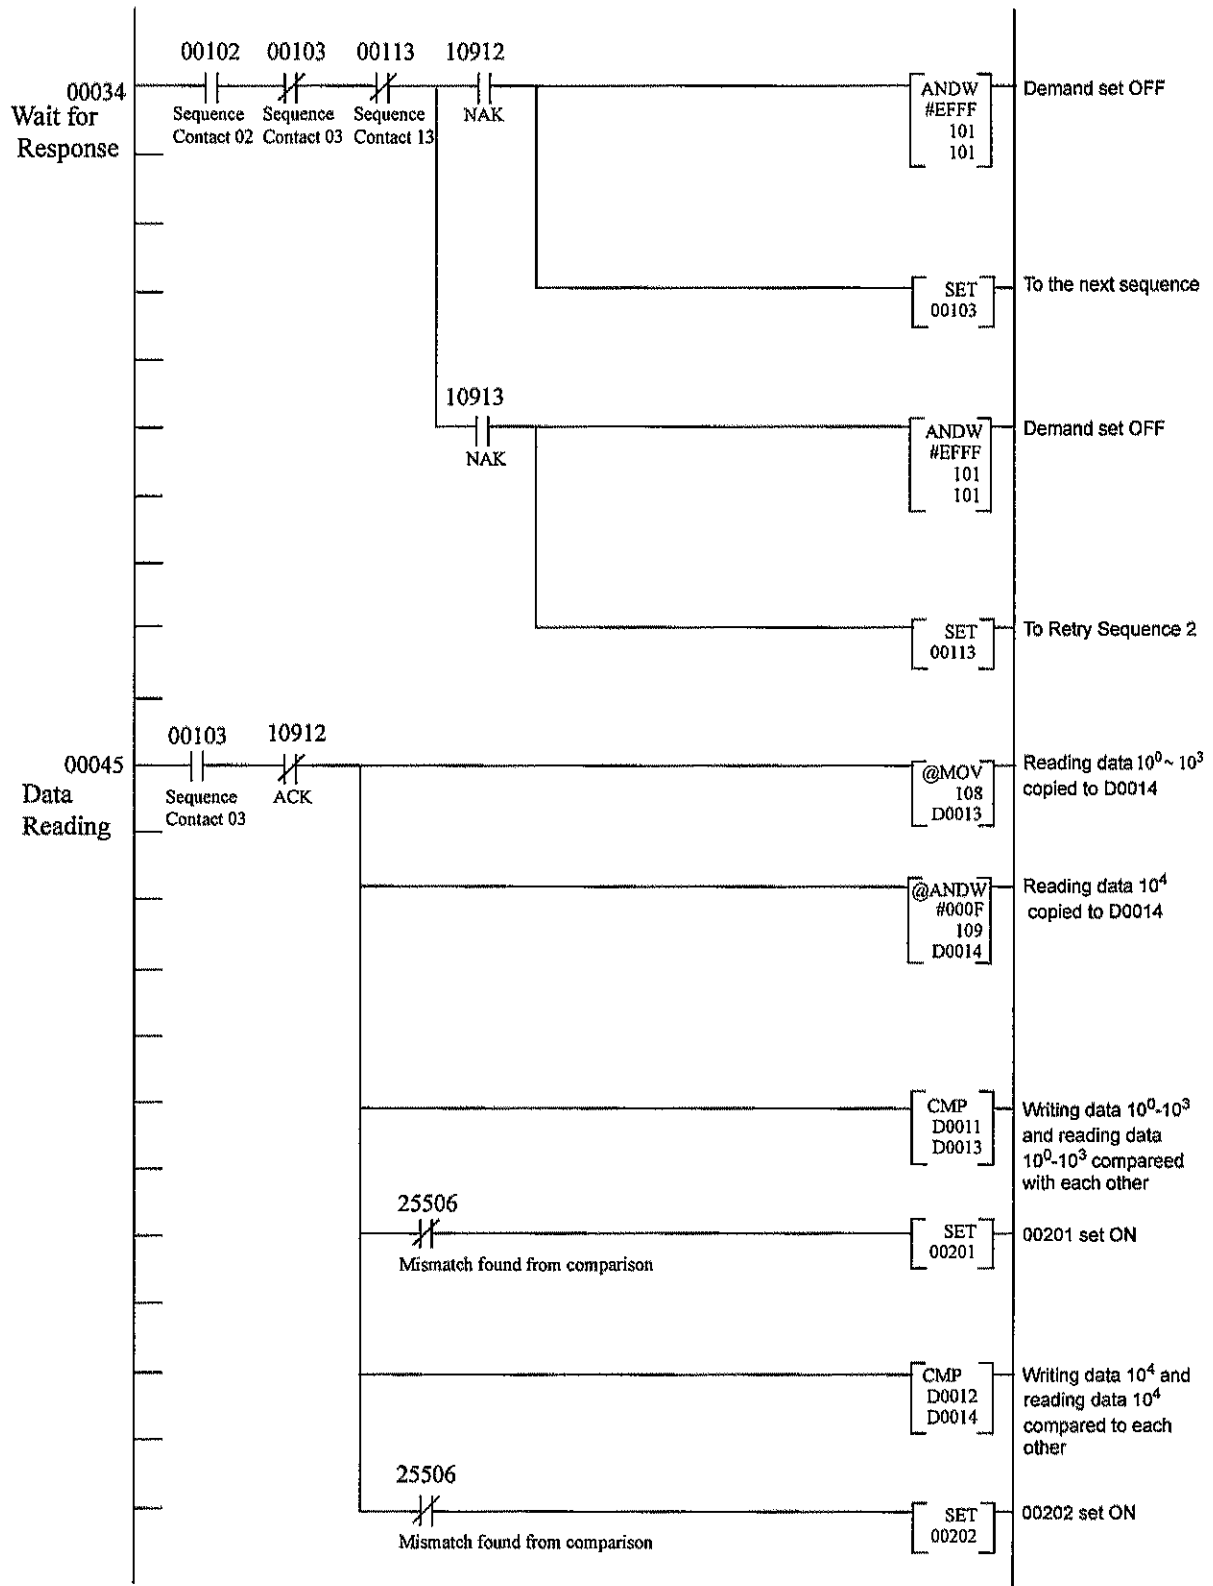 00102 00103 00113 10912
00034
Wait for
Response
Sequence
Contact 02
Sequence
Contact 03
Sequence
Contact 13
NAK
ANDW
#EFFF
101
101
Demand set OFF
SET
00103
To the next sequence
10913
NAK
ANDW
#EFFF
101
101
Demand set OFF
SET
00113
To Retry Sequence 2
00103 10912
00045
Data
Reading
Sequence
Contact 03
ACK
@MOV
108
D0013
Reading data 10⁰~ 10³
copied to D0014
@ANDW
#000F
109
D0014
Reading data 10⁴
copied to D0014
CMP
D0011
D0013
Writing data 10⁰-10³
and reading data
10⁰-10³ compareed
with each other
25506
Mismatch found from comparison
SET
00201
00201 set ON
CMP
D0012
D0014
Writing data 10⁴ and
reading data 10⁴
compared to each
other
25506
Mismatch found from comparison
SET
00202
00202 set ON